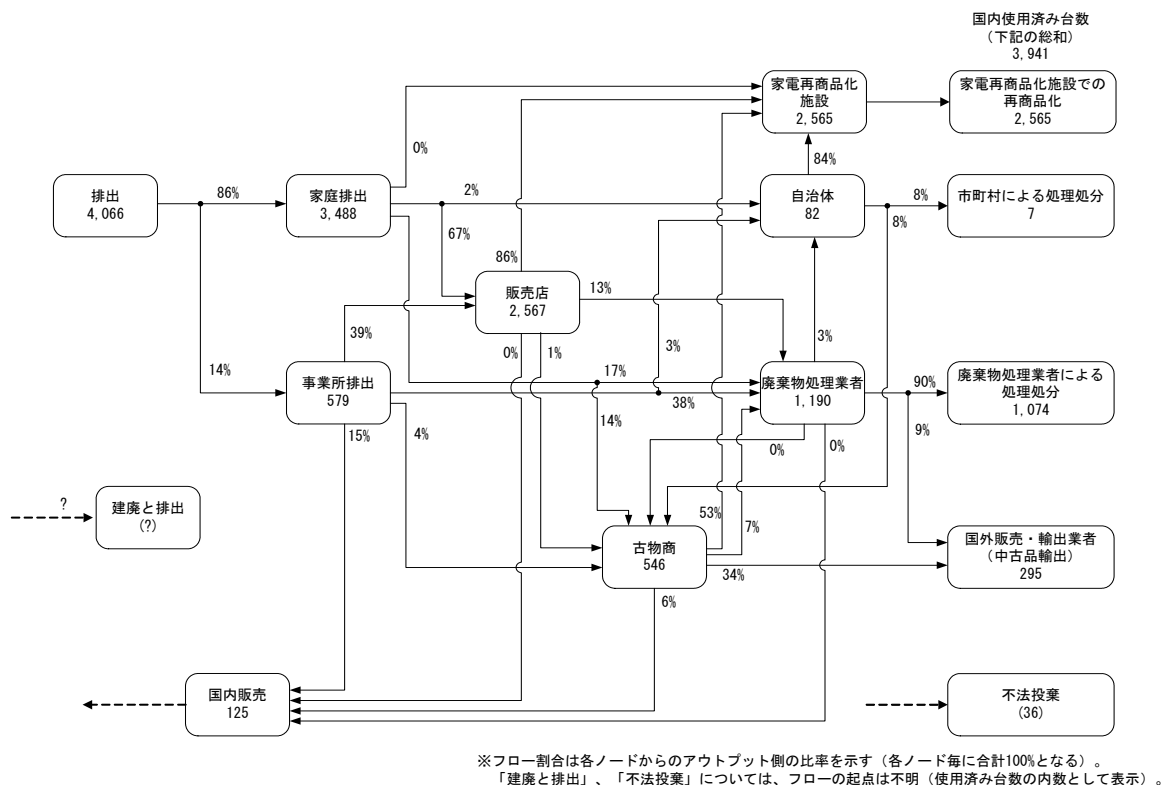 国内使用済み台数
（下記の総和）
3,941
家電再商品化
施設
2,565
家電再商品化施設での
再商品化
2,565
0%
84%
排出
4,066
86%
家庭排出
3,488
2%
自治体
82
8%
市町村による処理処分
7
8%
67%
86%
販売店
2,567
13%
39%
0%
1%
3%
3%
14%
事業所排出
579
17%
38%
廃棄物処理業者
1,190
90%
廃棄物処理業者による
処理処分
1,074
9%
15%
4%
14%
0%
0%
?
建廃と排出
(?)
53%
7%
古物商
546
34%
国外販売・輸出業者
（中古品輸出）
295
6%
国内販売
125
不法投棄
(36)
※フロー割合は各ノードからのアウトプット側の比率を示す（各ノード毎に合計100%となる）。
「建廃と排出」、「不法投棄」については、フローの起点は不明（使用済み台数の内数として表示）。